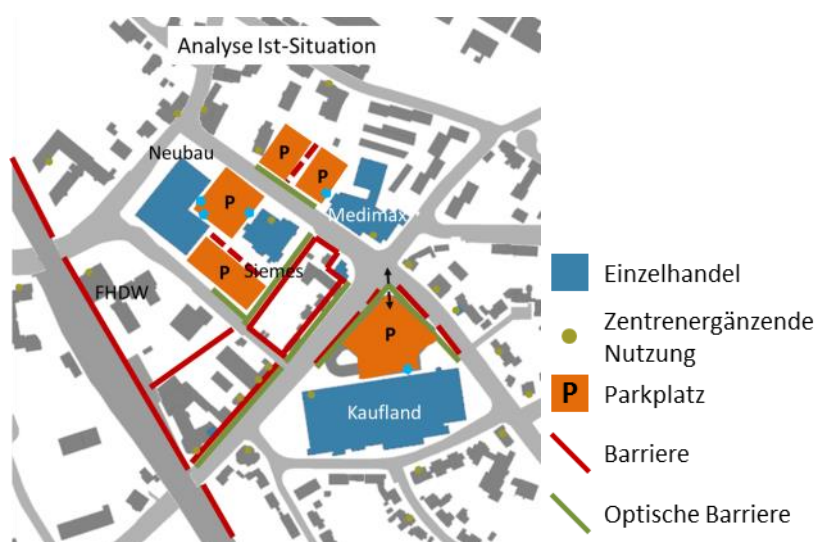 Analyse Ist-Situation
Neubau
P
P
P
Medimax
P
Siemes
FHDW
P
Kaufland
Einzelhandel
Zentrenergänzende
Nutzung
P Parkplatz
Barriere
Optische Barriere